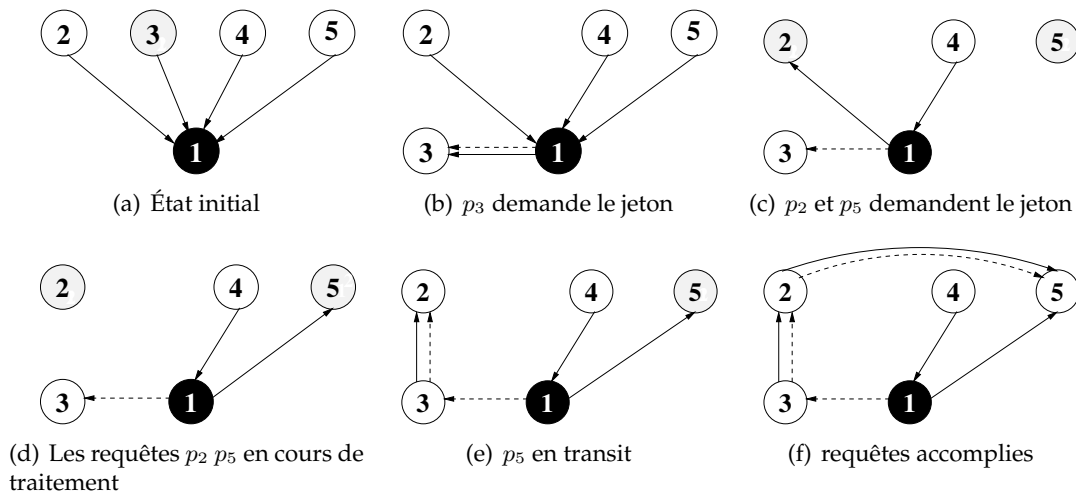 2 3 4 5
1
(a) État initial
2 4 5
3 1
(b) p3 demande le jeton
2 4 5
3 1
(c) p2 et p5 demandent le jeton
2 4 5
3 1
(d) Les requêtes p2 p5 en cours de
traitement
2 4 5
3 1
(e) p5 en transit
2 4 5
3 1
(f) requêtes accomplies